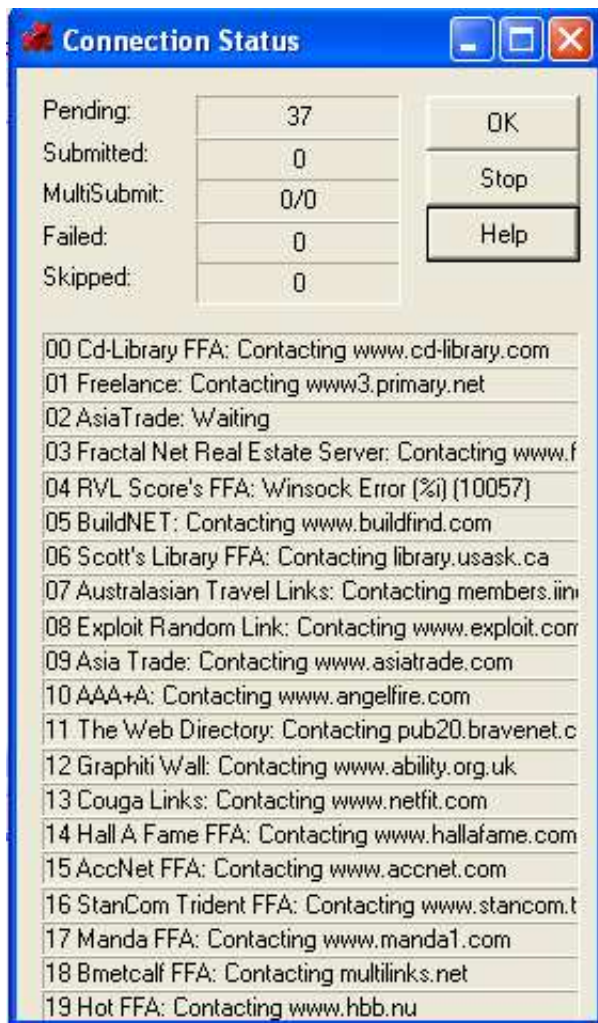 Connection Status
Pending: 37
OK
Submitted: 0
Stop
MultiSubmit: 0/0
Failed: 0
Help
Skipped: 0
00 Cd-Library FFA: Contacting www.cd-library.com
01 Freelance: Contacting www3.primary.net
02 AsiaTrade: Waiting
03 Fractal Net Real Estate Server: Contacting www.f
04 RVL Score's FFA: Winsock Error (%i) (10057)
05 BuildNET: Contacting www.buildfind.com
06 Scott's Library FFA: Contacting library.usask.ca
07 Australasian Travel Links: Contacting members.iin
08 Exploit Random Link: Contacting www.exploit.com
09 Asia Trade: Contacting www.asiatrade.com
10 AAA+A: Contacting www.angelfire.com
11 The Web Directory: Contacting pub20.bravenet.c
12 Graphiti Wall: Contacting www.ability.org.uk
13 Couga Links: Contacting www.netfit.com
14 Hall A Fame FFA: Contacting www.hallafame.com
15 AccNet FFA: Contacting www.accnet.com
16 StanCom Trident FFA: Contacting www.stancom.t
17 Manda FFA: Contacting www.manda1.com
18 Bmetcalf FFA: Contacting multilinks.net
19 Hot FFA: Contacting www.hbb.nu